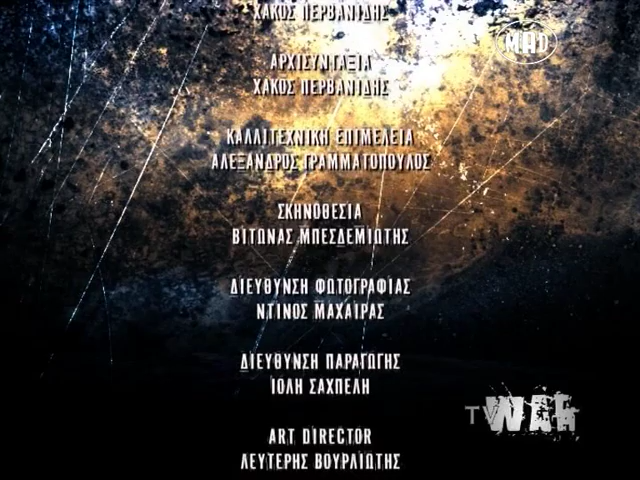 ΧΑΚΟΣ ΠΕΡΒΑΝΙΔΗΣ
MAD
ΑΡΧΙΣΥΝΤΑΞΙΑ
ΧΑΚΟΣ ΠΕΡΒΑΝΙΔΗΣ
ΚΑΛΛΙΤΕΧΝΙΚΗ ΕΠΙΜΕΛΕΙΑ
ΑΛΕΞΑΝΔΡΟΣ ΓΡΑΜΜΑΤΟΠΟΥΛΟΣ
ΣΚΗΝΟΘΕΣΙΑ
ΒΙΤΩΝΑΣ ΜΠΕΣΔΕΜΙΩΤΗΣ
ΔΙΕΥΘΥΝΣΗ ΦΩΤΟΓΡΑΦΙΑΣ
ΝΤΙΝΟΣ ΜΑΧΑΙΡΑΣ
ΔΙΕΥΘΥΝΣΗ ΠΑΡΑΓΩΓΗΣ
ΙΟΛΗ ΣΑΧΠΕΛΗ
TV WAR
ART DIRECTOR
ΛΕΥΤΕΡΗΣ ΒΟΥΡΛΙΩΤΗΣ